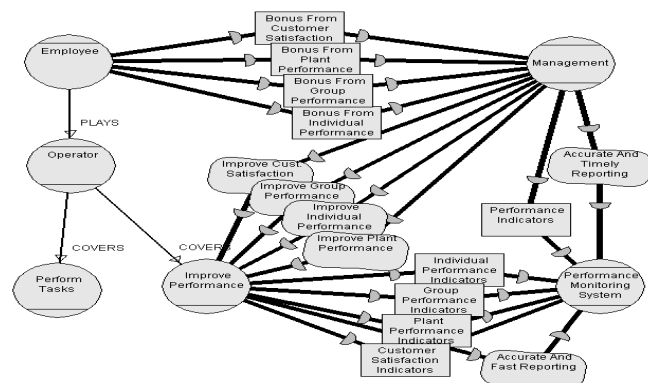 Bonus From
Customer
Satisfaction
Employee
Bonus From
Plant
Performance
Management
Bonus From
Group
Performance
Bonus From
Individual
Performance
PLAYS
Operator
Accurate And
Timely
Reporting
Improve Cust.
Satisfaction
Improve Group
Performance
Improve
Individual
Performance
Performance
Indicators
Improve Plant
Performance
COVERS
COVERS
Perform
Tasks
Improve
Performance
Individual
Performance
Indicators
Group
Performance
Indicators
Plant
Performance
Indicators
Customer
Satisfaction
Indicators
Performance
Monitoring
System
Accurate And
Fast Reporting